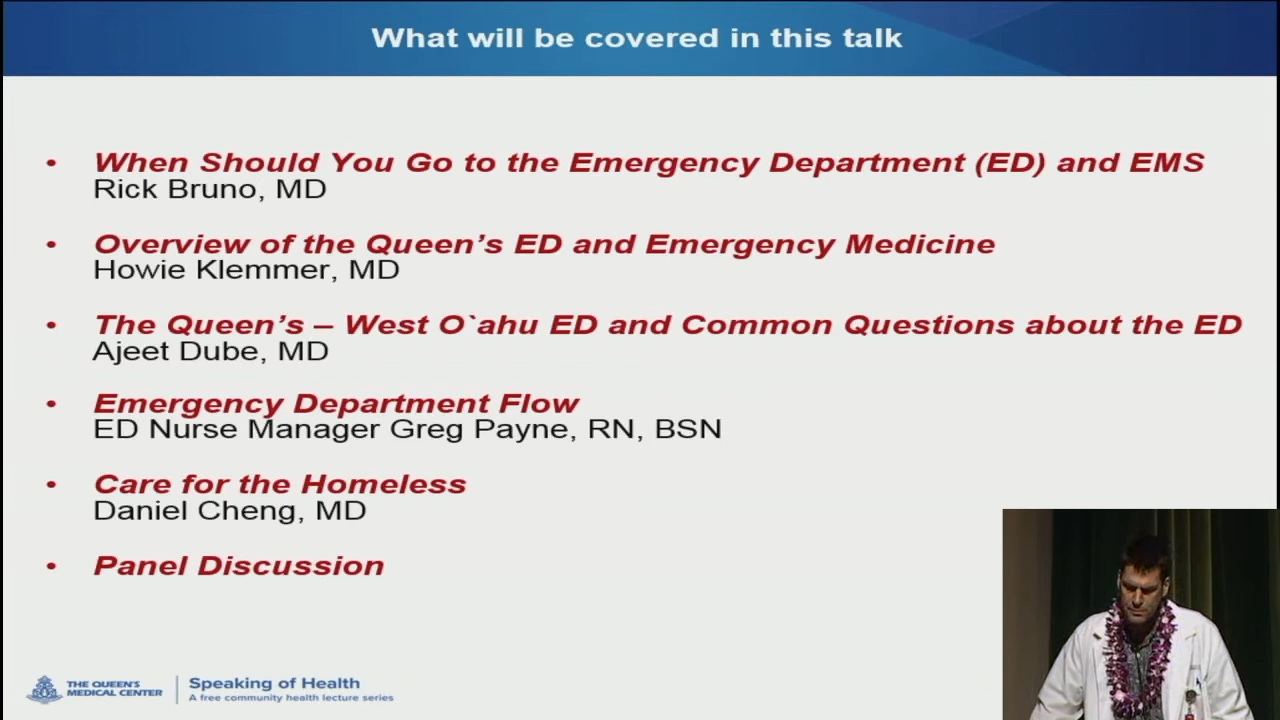 What will be covered in this talk
• When Should You Go to the Emergency Department (ED) and EMS
Rick Bruno, MD
• Overview of the Queen’s ED and Emergency Medicine
Howie Klemmer, MD
• The Queen’s – West O`ahu ED and Common Questions about the ED
Ajeet Dube, MD
• Emergency Department Flow
ED Nurse Manager Greg Payne, RN, BSN
• Care for the Homeless
Daniel Cheng, MD
• Panel Discussion
THE QUEEN'S
MEDICAL CENTER
Speaking of Health
A free community health lecture series